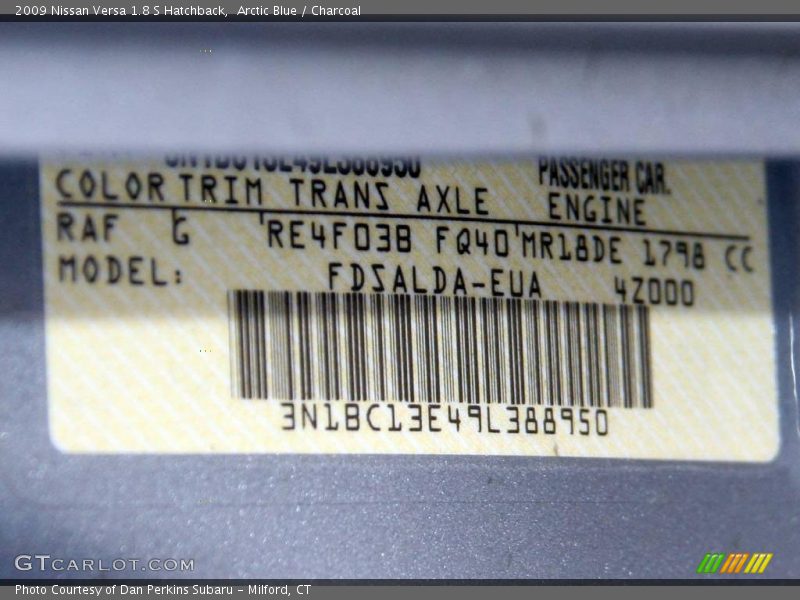 2009 Nissan Versa 1.8 S Hatchback, Arctic Blue / Charcoal
3N1BC13E49L388950 PASSENGER CAR.
COLOR TRIM TRANS AXLE ENGINE
RAF G RE4F03B FQ40 MR18DE 1798 CC
MODEL: FDSALDA-EUA 4Z000
3N1BC13E49L388950
GTCARLOT.COM
Photo Courtesy of Dan Perkins Subaru - Milford, CT